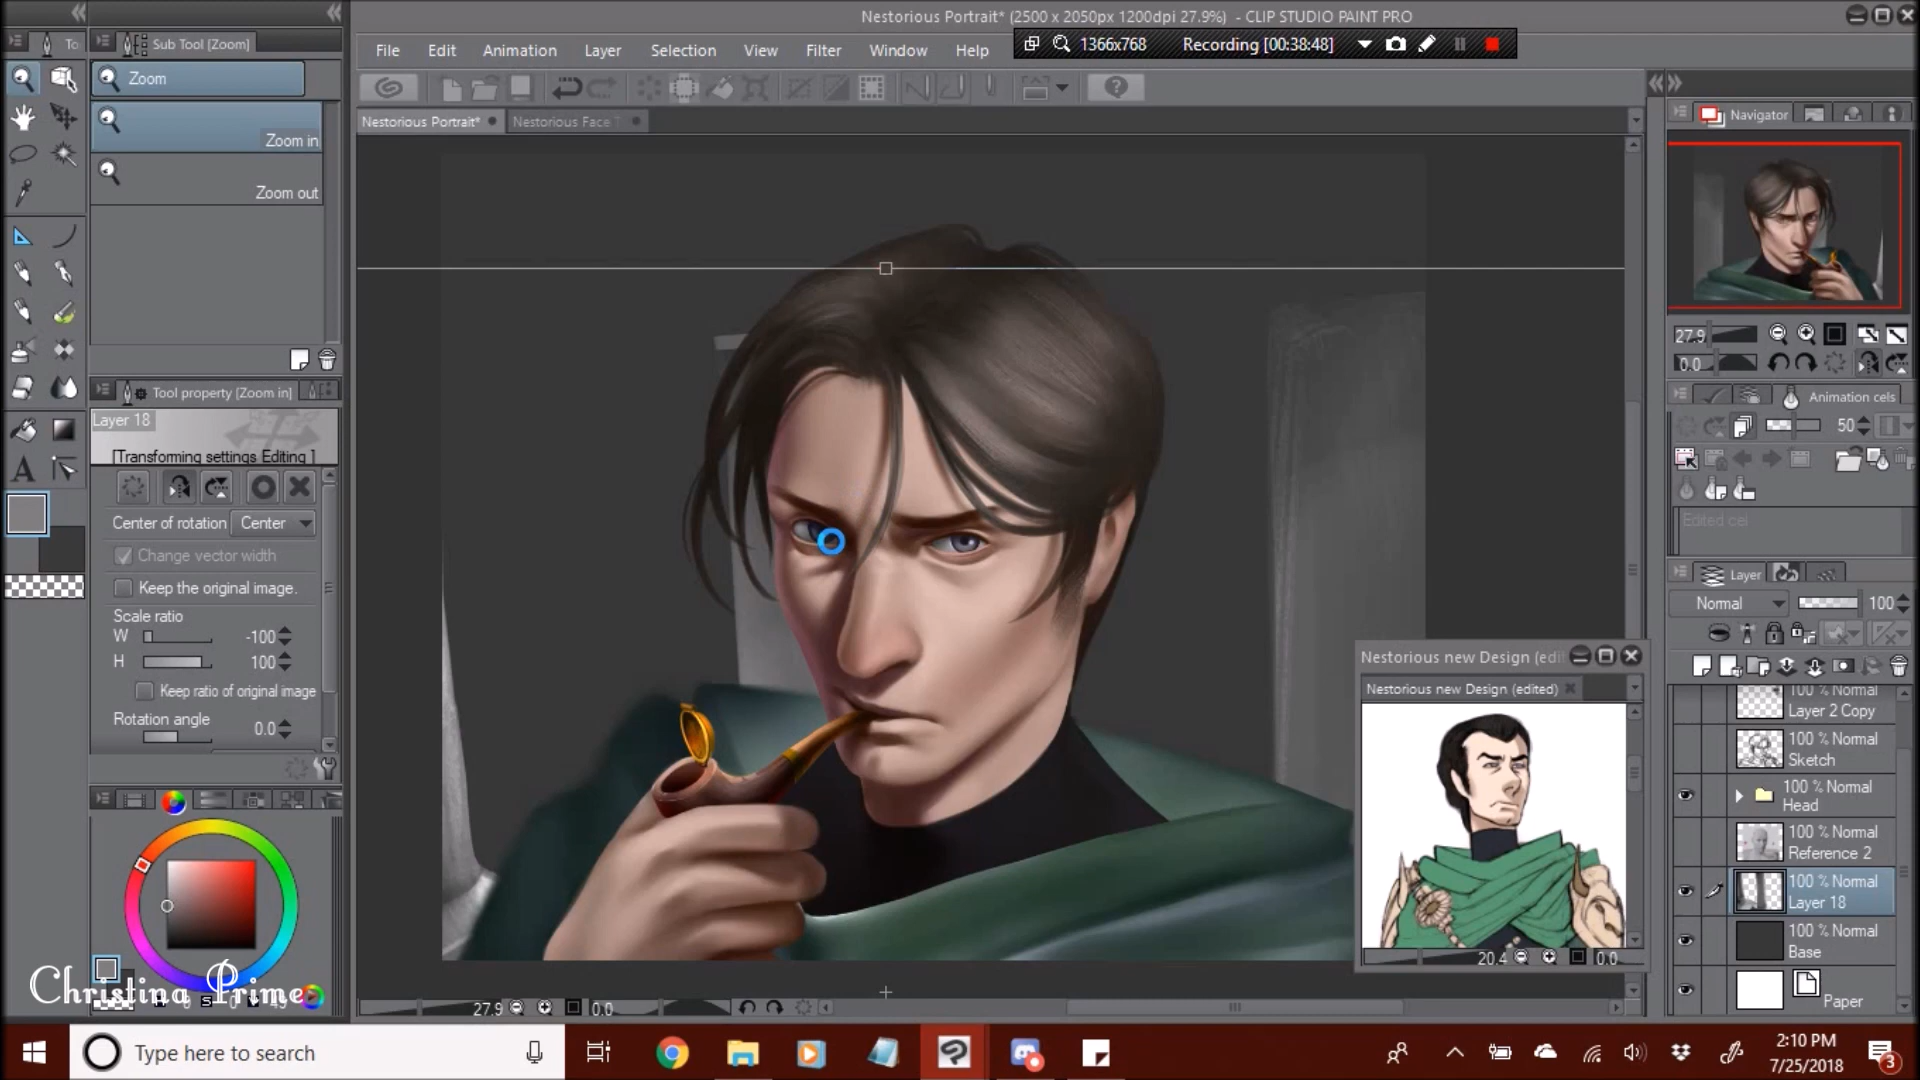 Nestorious Portrait* (2500 x 2050px 1200dpi 27.9%) - CLIP STUDIO PAINT PRO
1366x768 Recording [00:38:48]
File Edit Animation Layer Selection View Filter Window Help
To
Sub Tool [Zoom]
Zoom
Zoom in
Zoom out
Nestorious Portrait*
Nestorious Face
Tool property [Zoom in]
Layer 18
[Transforming settings Editing ]
Center of rotation Center
Change vector width
Keep the original image.
Scale ratio
W -100
H 100
Keep ratio of original image
Rotation angle 0.0
Christina Prime
27.9 0.0
Navigator
27.9
0.0
Animation cels
50
Edited cel
Layer
Normal 100
100 % Normal
Layer 2 Copy
100 % Normal
Sketch
100 % Normal
Head
100 % Normal
Reference 2
100 % Normal
Layer 18
100 % Normal
Base
Paper
Nestorious new Design (edit
Nestorious new Design (edited)
20.4 0.0
Type here to search
2:10 PM
7/25/2018
3